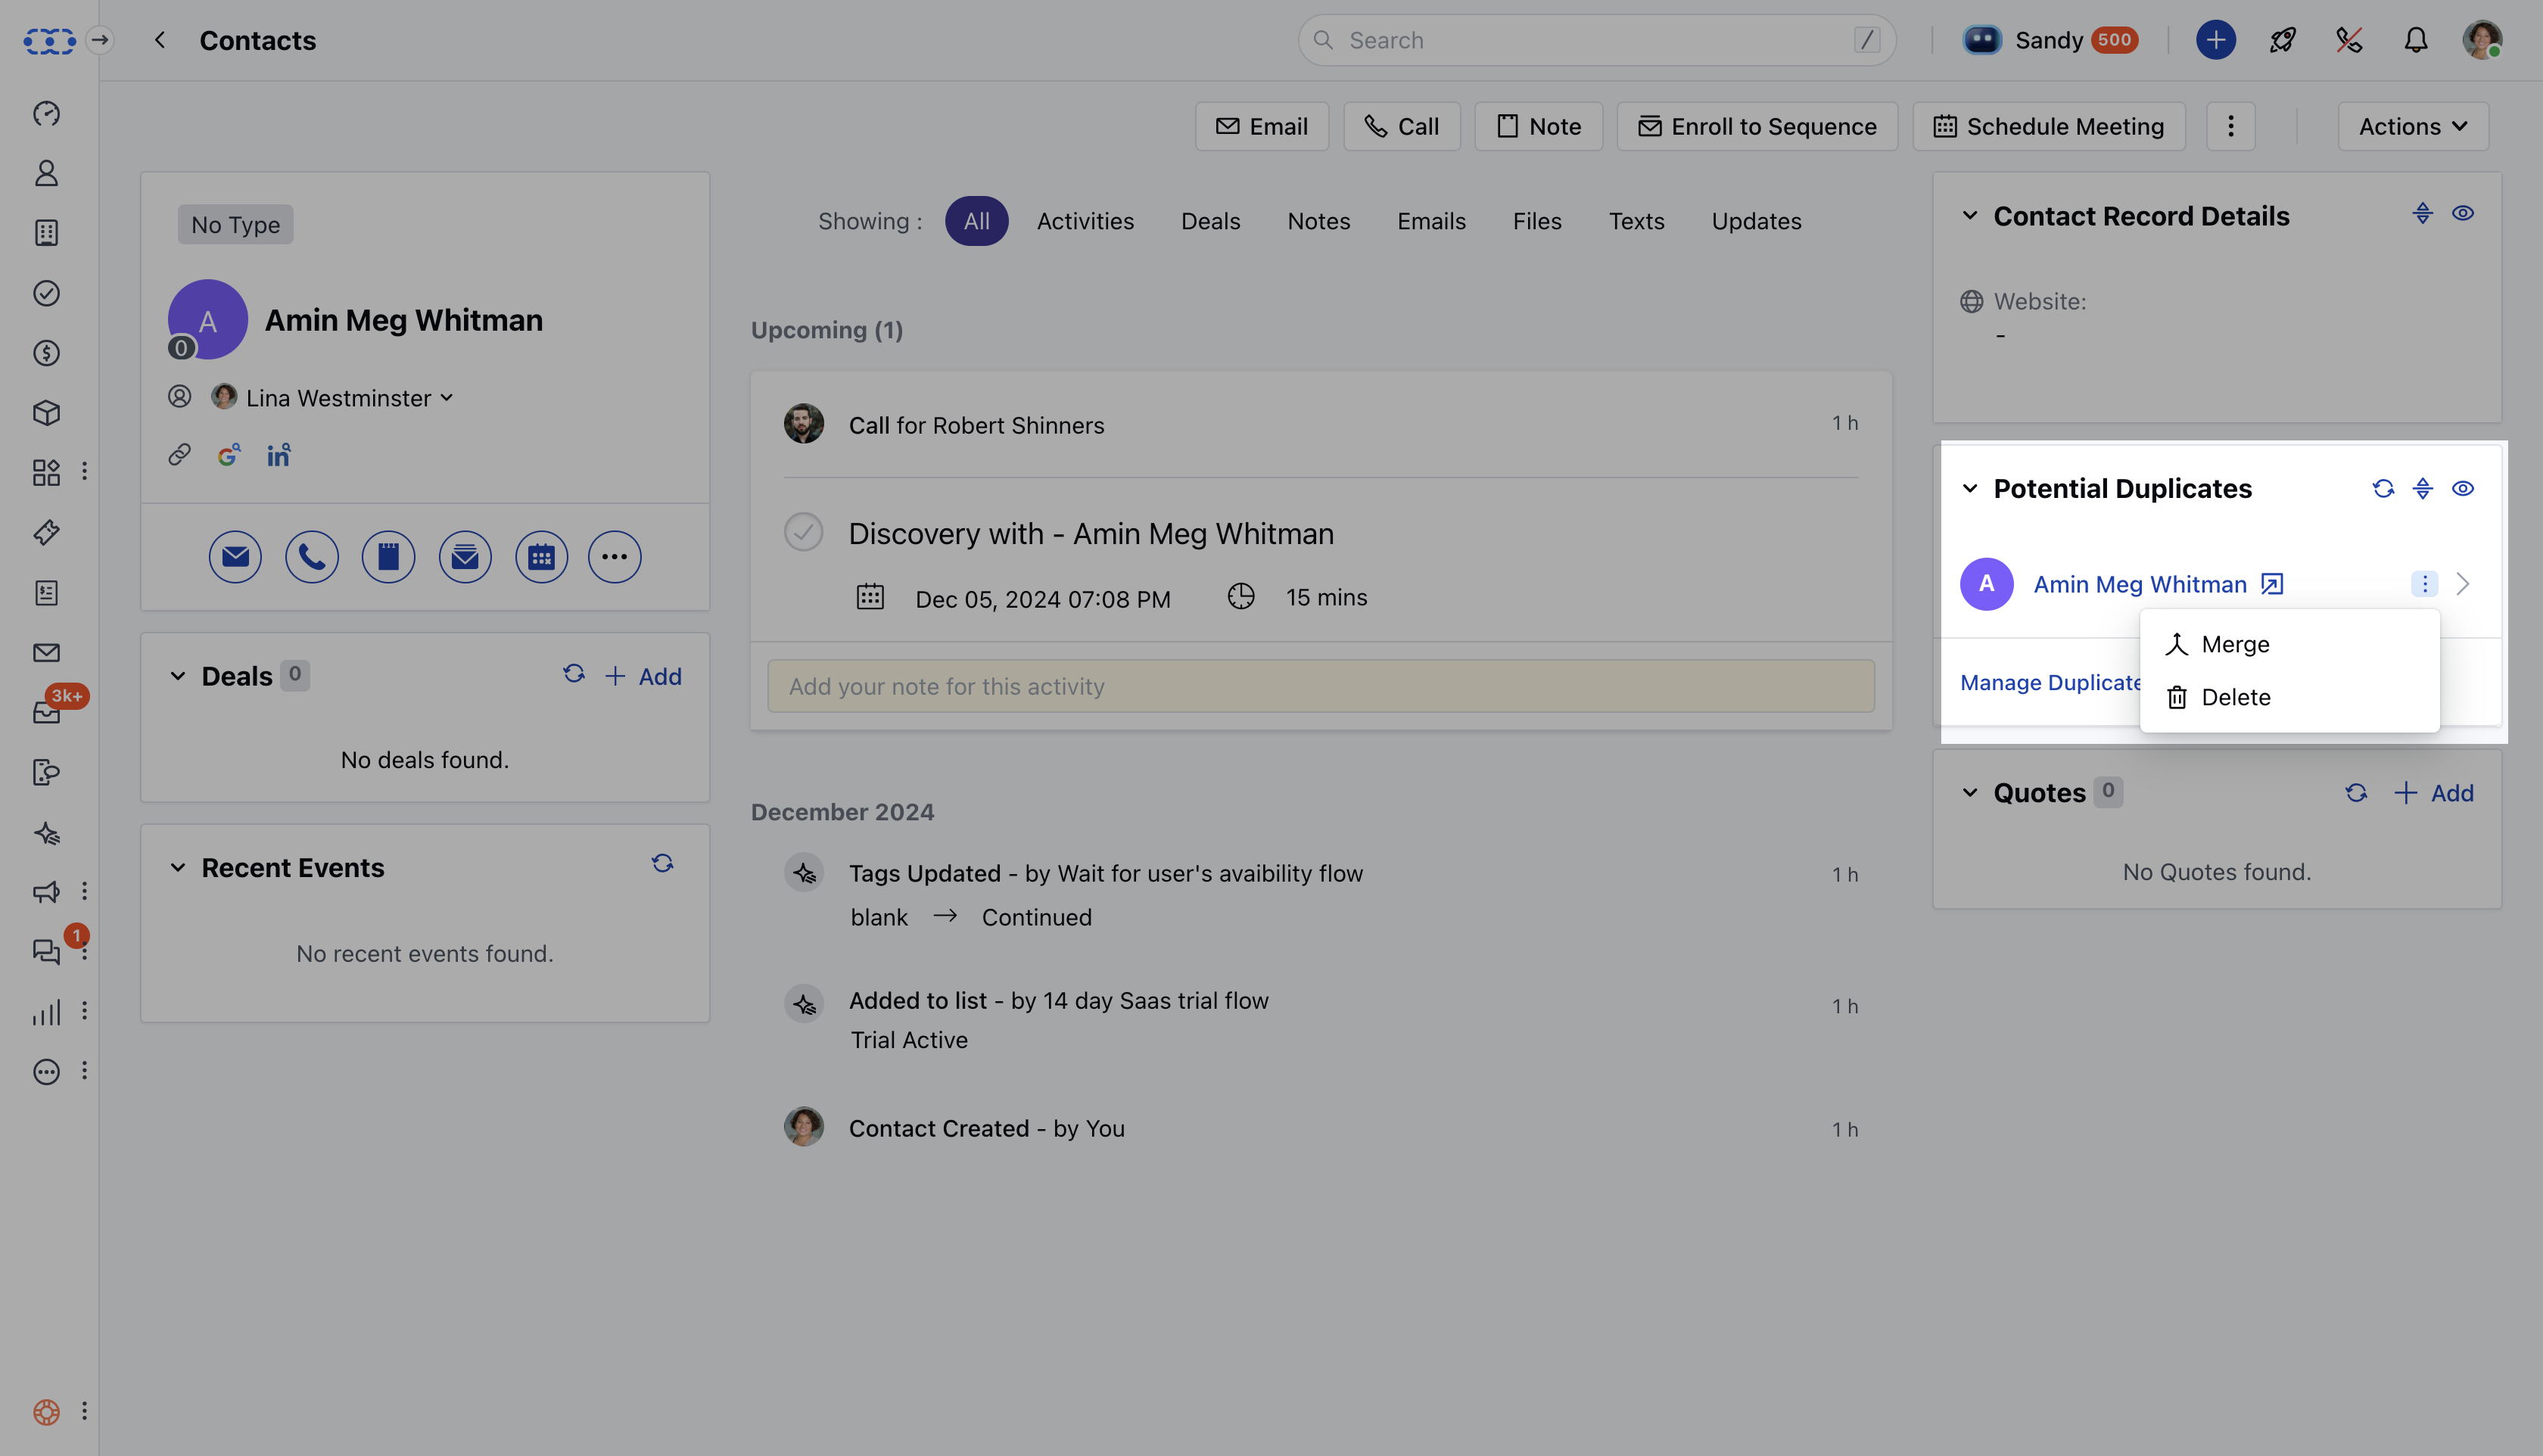 Contacts
Search
/
Sandy 500
Email
Call
Note
Enroll to Sequence
Schedule Meeting
Actions
No Type
A
0
Amin Meg Whitman
Lina Westminster
Deals 0
Add
No deals found.
Recent Events
No recent events found.
3k+
1
Showing : All Activities Deals Notes Emails Files Texts Updates
Upcoming (1)
Call for Robert Shinners
1 h
Discovery with - Amin Meg Whitman
Dec 05, 2024 07:08 PM
15 mins
Add your note for this activity
December 2024
Tags Updated - by Wait for user's avaibility flow
1 h
blank → Continued
Added to list - by 14 day Saas trial flow
1 h
Trial Active
Contact Created - by You
1 h
Contact Record Details
Website:
-
Potential Duplicates
A
Amin Meg Whitman
Merge
Manage Duplicate
Delete
Quotes 0
Add
No Quotes found.